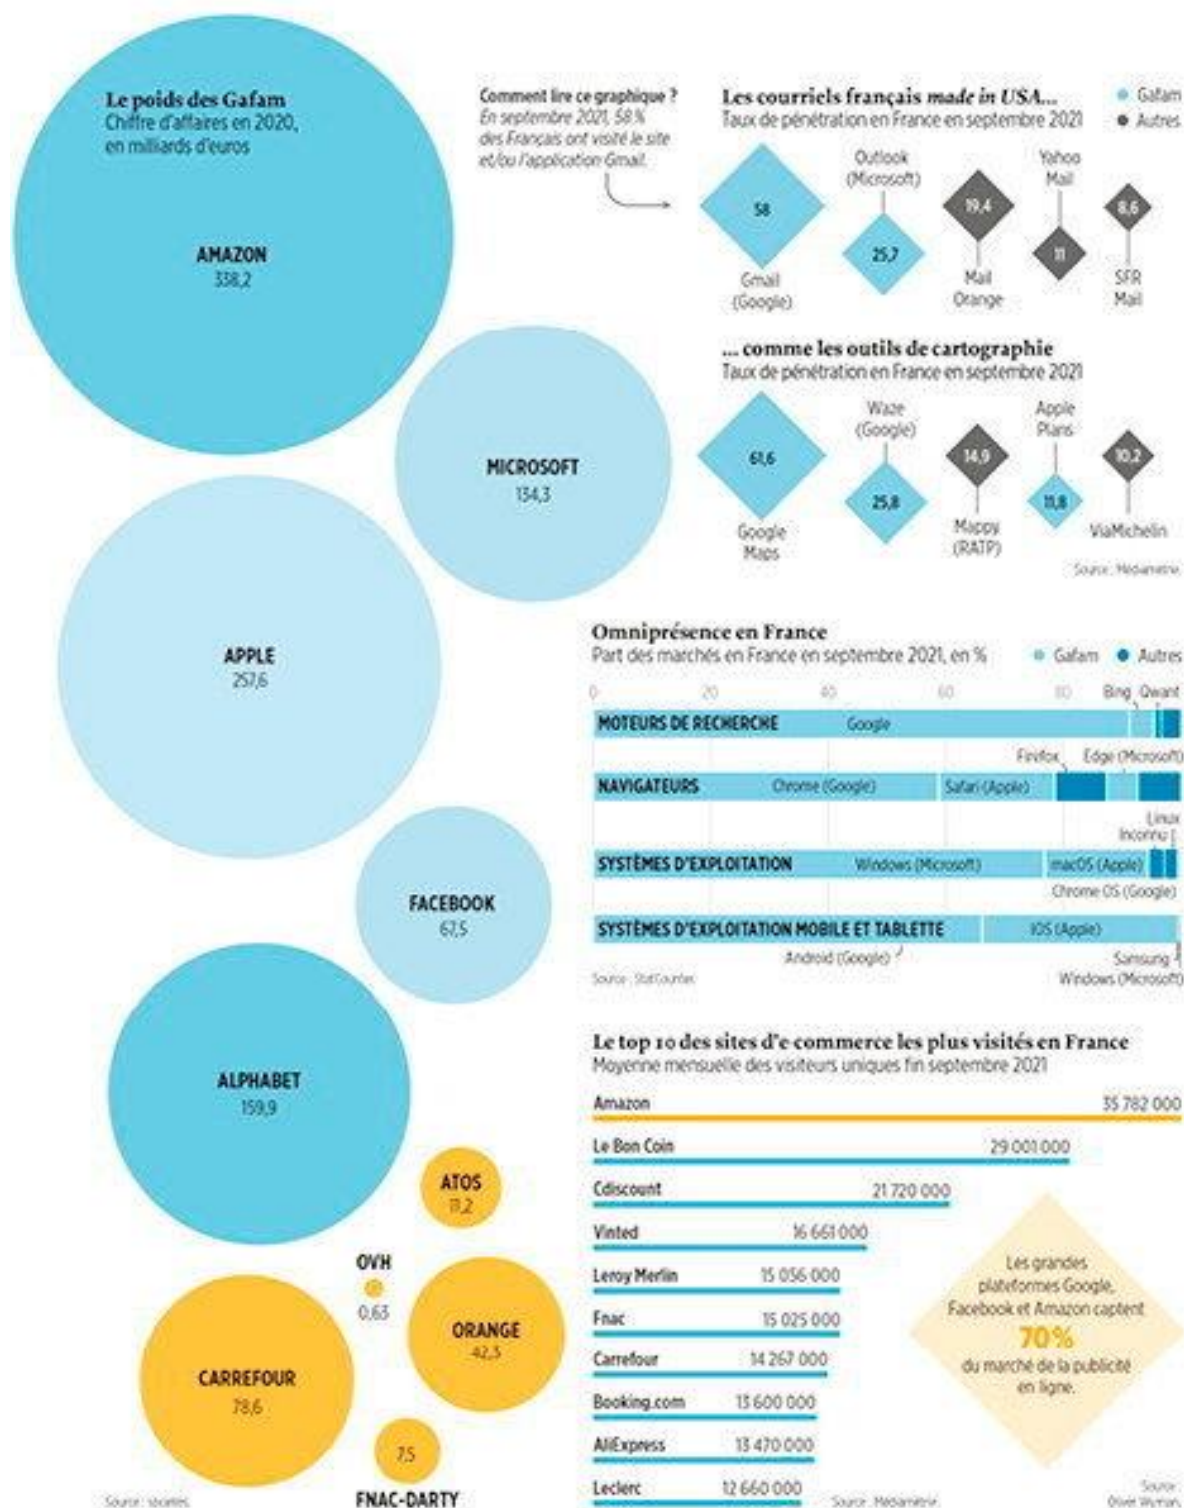 Le poids des Gafam
Chiffre d'affaires en 2020,
en milliards d'euros
AMAZON
338,2
MICROSOFT
134,3
APPLE
257,6
FACEBOOK
67,5
ALPHABET
159,9
ATOS
11,2
OVH
0,63
ORANGE
42,3
CARREFOUR
78,6
7,5
FNAC-DARTY
Source : sociétés.
Comment lire ce graphique ?
En septembre 2021, 58 %
des Français ont visité le site
et/ou l'application Gmail.
Les courriels français made in USA...
Taux de pénétration en France en septembre 2021
Gafam
Autres
58
Gmail
(Google)
Outlook
(Microsoft)
25,7
19,4
Mail
Orange
Yahoo
Mail
11
8,6
SFR
Mail
... comme les outils de cartographie
Taux de pénétration en France en septembre 2021
61,6
Google
Maps
Waze
(Google)
25,8
14,9
Mappy
(RATP)
Apple
Plans
11,8
10,2
ViaMichelin
Source : Médiamétrie.
Omniprésence en France
Part des marchés en France en septembre 2021, en %
Gafam
Autres
0 20 40 60 80 Bing Qwant
MOTEURS DE RECHERCHE Google
Firefox Edge (Microsoft)
NAVIGATEURS Chrome (Google) Safari (Apple)
Linux
Inconnu
SYSTÈMES D'EXPLOITATION Windows (Microsoft) macOS (Apple)
Chrome OS (Google)
SYSTÈMES D'EXPLOITATION MOBILE ET TABLETTE IOS (Apple)
Android (Google) Samsung
Windows (Microsoft)
Source : StatCounter
Le top 10 des sites d'e commerce les plus visités en France
Moyenne mensuelle des visiteurs uniques fin septembre 2021
Amazon 35 782 000
Le Bon Coin 29 001 000
Cdiscount 21 720 000
Vinted 16 661 000
Leroy Merlin 15 056 000
Fnac 15 025 000
Carrefour 14 267 000
Booking.com 13 600 000
AliExpress 13 470 000
Leclerc 12 660 000
Les grandes
plateformes Google,
Facebook et Amazon captent
70%
du marché de la publicité
en ligne.
Source : Médiamétrie.
Source :